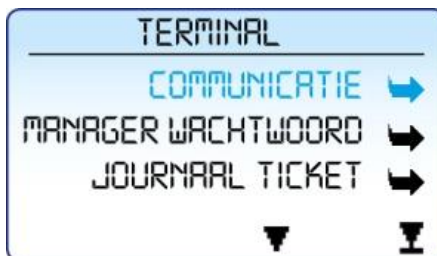 TERMINAL
COMMUNICATIE
MANAGER WACHTWOORD
JOURNAAL TICKET